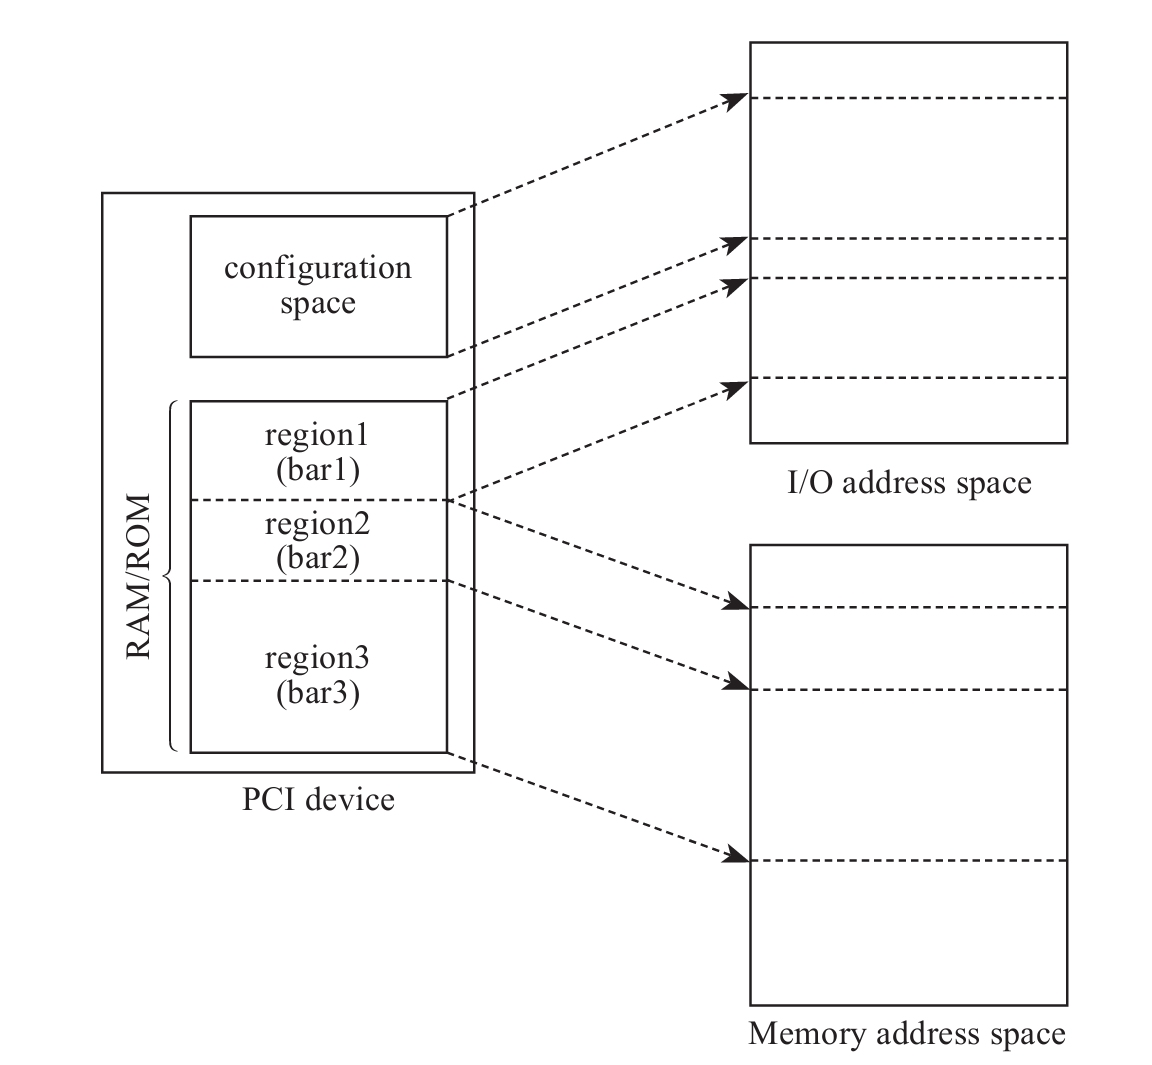 configuration
space
region1
(bar1)
region2
(bar2)
region3
(bar3)
RAM/ROM
PCI device
I/O address space
Memory address space